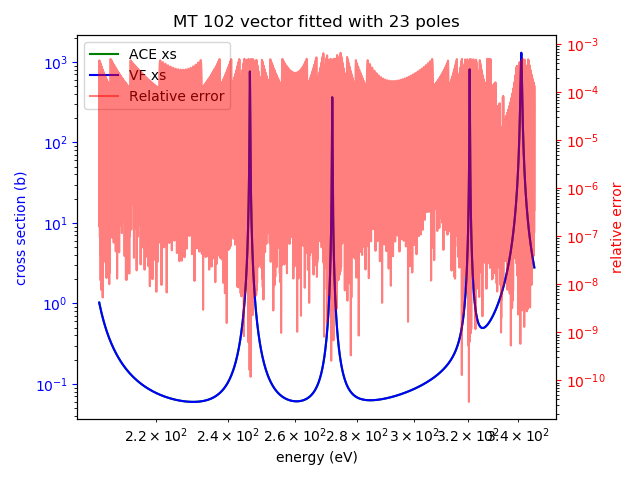 MT 102 vector fitted with 23 poles
ACE xs
VF xs
Relative error
10³
10²
10¹
10⁰
10⁻¹
cross section (b)
10⁻³
10⁻⁴
10⁻⁵
10⁻⁶
10⁻⁷
10⁻⁸
10⁻⁹
10⁻¹⁰
relative error
2.2 × 10² 2.4 × 10² 2.6 × 10² 2.8 × 10² 3 × 10² 3.2 × 10² 3.4 × 10²
energy (eV)